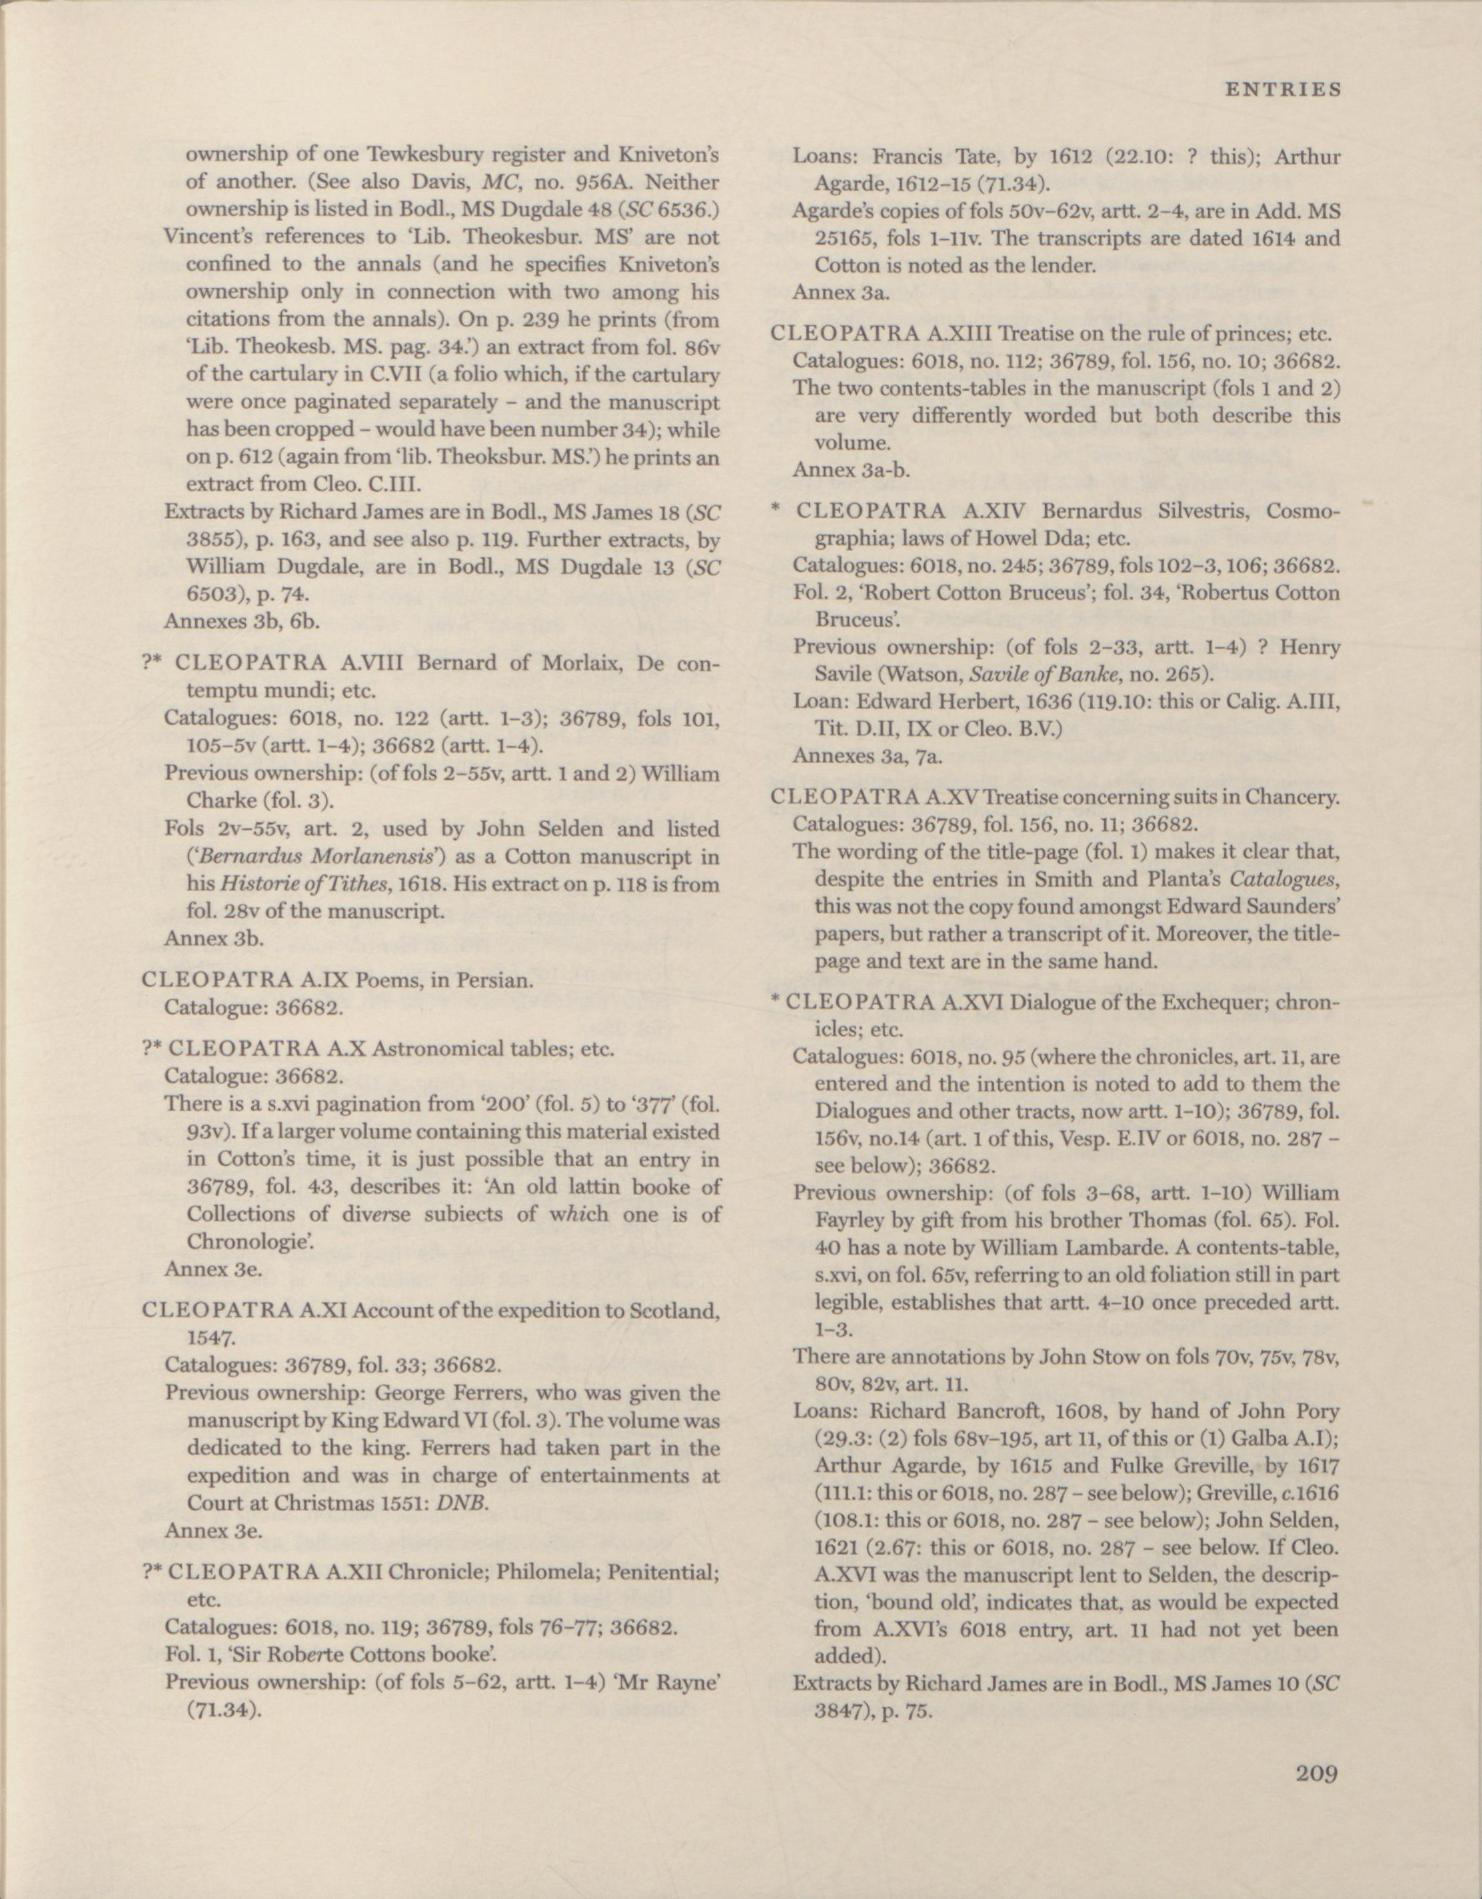 ENTRIES
ownership of one Tewkesbury register and Kniveton's
of another. (See also Davis, MC, no. 956A. Neither
ownership is listed in Bodl., MS Dugdale 48 (SC 6536.)
Vincent's references to ‘Lib. Theokesbur. MS’ are not
confined to the annals (and he specifies Kniveton's
ownership only in connection with two among his
citations from the annals). On p. 239 he prints (from
‘Lib. Theokesb. MS. pag. 34.’) an extract from fol. 86v
of the cartulary in C.VII (a folio which, if the cartulary
were once paginated separately – and the manuscript
has been cropped – would have been number 34); while
on p. 612 (again from ‘lib. Theoksbur. MS.’) he prints an
extract from Cleo. C.III.
Extracts by Richard James are in Bodl., MS James 18 (SC
3855), p. 163, and see also p. 119. Further extracts, by
William Dugdale, are in Bodl., MS Dugdale 13 (SC
6503), p. 74.
Annexes 3b, 6b.
?* CLEOPATRA A.VIII Bernard of Morlaix, De con-
temptu mundi; etc.
Catalogues: 6018, no. 122 (artt. 1–3); 36789, fols 101,
105–5v (artt. 1–4); 36682 (artt. 1–4).
Previous ownership: (of fols 2–55v, artt. 1 and 2) William
Charke (fol. 3).
Fols 2v–55v, art. 2, used by John Selden and listed
(‘Bernardus Morlanensis’) as a Cotton manuscript in
his Historie of Tithes, 1618. His extract on p. 118 is from
fol. 28v of the manuscript.
Annex 3b.
CLEOPATRA A.IX Poems, in Persian.
Catalogue: 36682.
?* CLEOPATRA A.X Astronomical tables; etc.
Catalogue: 36682.
There is a s.xvi pagination from ‘200’ (fol. 5) to ‘377’ (fol.
93v). If a larger volume containing this material existed
in Cotton's time, it is just possible that an entry in
36789, fol. 43, describes it: ‘An old lattin booke of
Collections of diverse subiects of which one is of
Chronologie’.
Annex 3e.
CLEOPATRA A.XI Account of the expedition to Scotland,
1547.
Catalogues: 36789, fol. 33; 36682.
Previous ownership: George Ferrers, who was given the
manuscript by King Edward VI (fol. 3). The volume was
dedicated to the king. Ferrers had taken part in the
expedition and was in charge of entertainments at
Court at Christmas 1551: DNB.
Annex 3e.
?* CLEOPATRA A.XII Chronicle; Philomela; Penitential;
etc.
Catalogues: 6018, no. 119; 36789, fols 76–77; 36682.
Fol. 1, ‘Sir Roberte Cottons booke’.
Previous ownership: (of fols 5–62, artt. 1–4) ‘Mr Rayne’
(71.34).
Loans: Francis Tate, by 1612 (22.10: ? this); Arthur
Agarde, 1612–15 (71.34).
Agarde's copies of fols 50v–62v, artt. 2–4, are in Add. MS
25165, fols 1–11v. The transcripts are dated 1614 and
Cotton is noted as the lender.
Annex 3a.
CLEOPATRA A.XIII Treatise on the rule of princes; etc.
Catalogues: 6018, no. 112; 36789, fol. 156, no. 10; 36682.
The two contents-tables in the manuscript (fols 1 and 2)
are very differently worded but both describe this
volume.
Annex 3a-b.
* CLEOPATRA A.XIV Bernardus Silvestris, Cosmo-
graphia; laws of Howel Dda; etc.
Catalogues: 6018, no. 245; 36789, fols 102–3, 106; 36682.
Fol. 2, ‘Robert Cotton Bruceus’; fol. 34, ‘Robertus Cotton
Bruceus’.
Previous ownership: (of fols 2–33, artt. 1–4) ? Henry
Savile (Watson, Savile of Banke, no. 265).
Loan: Edward Herbert, 1636 (119.10: this or Calig. A.III,
Tit. D.II, IX or Cleo. B.V.)
Annexes 3a, 7a.
CLEOPATRA A.XV Treatise concerning suits in Chancery.
Catalogues: 36789, fol. 156, no. 11; 36682.
The wording of the title-page (fol. 1) makes it clear that,
despite the entries in Smith and Planta's Catalogues,
this was not the copy found amongst Edward Saunders’
papers, but rather a transcript of it. Moreover, the title-
page and text are in the same hand.
* CLEOPATRA A.XVI Dialogue of the Exchequer; chron-
icles; etc.
Catalogues: 6018, no. 95 (where the chronicles, art. 11, are
entered and the intention is noted to add to them the
Dialogues and other tracts, now artt. 1–10); 36789, fol.
156v, no.14 (art. 1 of this, Vesp. E.IV or 6018, no. 287 –
see below); 36682.
Previous ownership: (of fols 3–68, artt. 1–10) William
Fayrley by gift from his brother Thomas (fol. 65). Fol.
40 has a note by William Lambarde. A contents-table,
s.xvi, on fol. 65v, referring to an old foliation still in part
legible, establishes that artt. 4–10 once preceded artt.
1–3.
There are annotations by John Stow on fols 70v, 75v, 78v,
80v, 82v, art. 11.
Loans: Richard Bancroft, 1608, by hand of John Pory
(29.3: (2) fols 68v–195, art 11, of this or (1) Galba A.I);
Arthur Agarde, by 1615 and Fulke Greville, by 1617
(111.1: this or 6018, no. 287 – see below); Greville, c.1616
(108.1: this or 6018, no. 287 – see below); John Selden,
1621 (2.67: this or 6018, no. 287 – see below. If Cleo.
A.XVI was the manuscript lent to Selden, the descrip-
tion, ‘bound old’, indicates that, as would be expected
from A.XVI's 6018 entry, art. 11 had not yet been
added).
Extracts by Richard James are in Bodl., MS James 10 (SC
3847), p. 75.
209